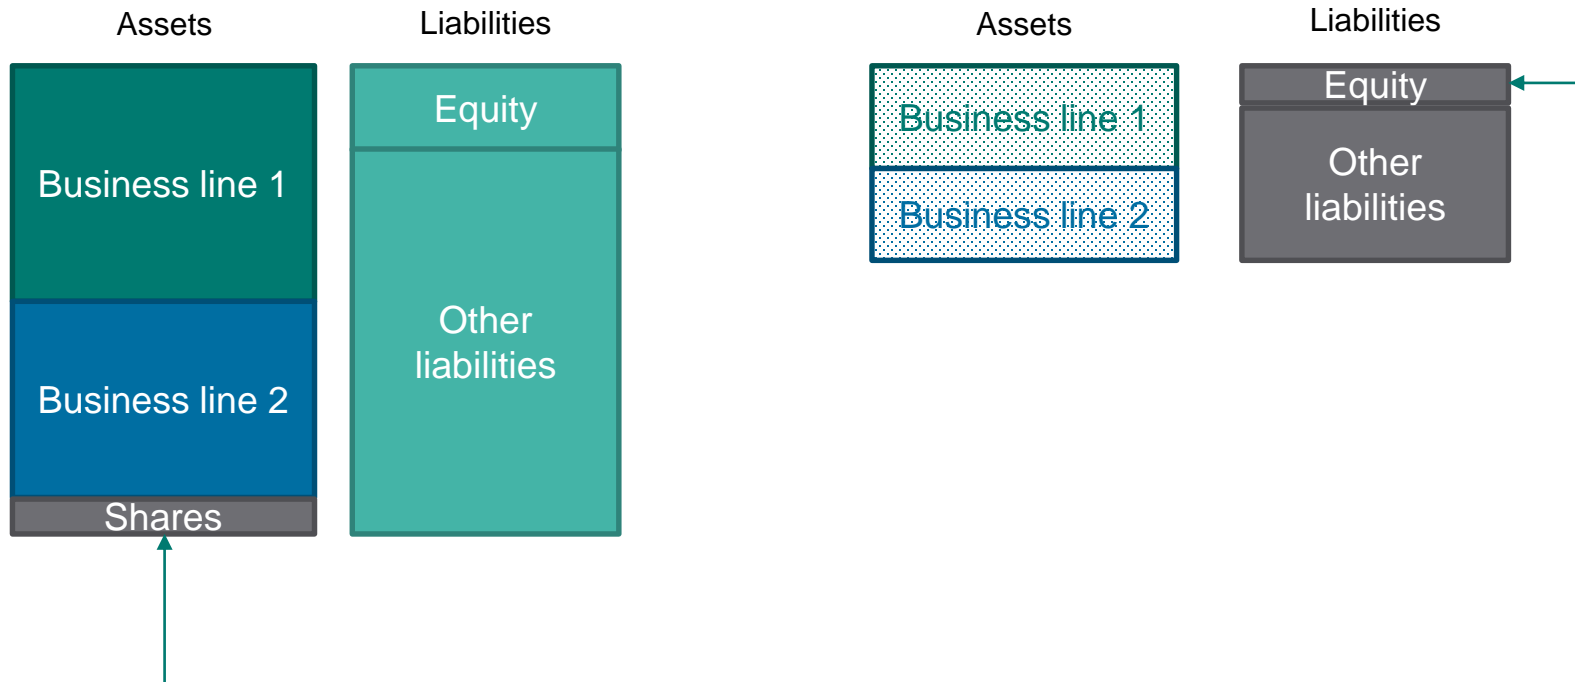 Assets
Liabilities
Business line 1
Business line 2
Shares
Equity
Other
liabilities
Assets
Liabilities
Business line 1
Business line 2
Equity
Other
liabilities